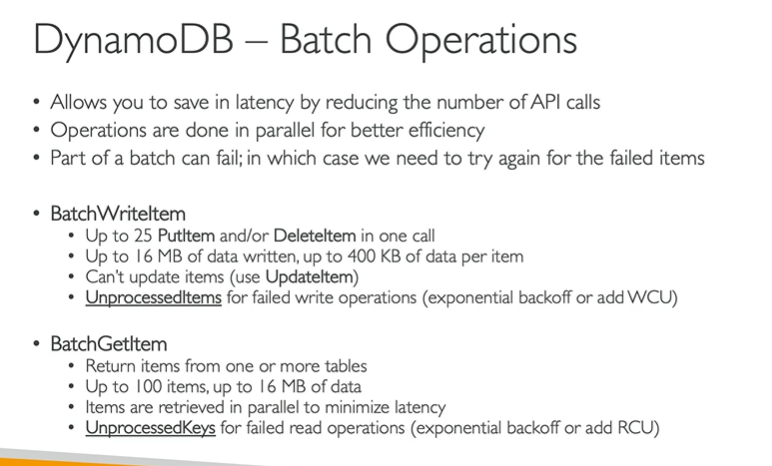 DynamoDB – Batch Operations
• Allows you to save in latency by reducing the number of API calls
• Operations are done in parallel for better efficiency
• Part of a batch can fail; in which case we need to try again for the failed items
• BatchWriteItem
• Up to 25 PutItem and/or DeleteItem in one call
• Up to 16 MB of data written, up to 400 KB of data per item
• Can't update items (use UpdateItem)
• UnprocessedItems for failed write operations (exponential backoff or add WCU)
• BatchGetItem
• Return items from one or more tables
• Up to 100 items, up to 16 MB of data
• Items are retrieved in parallel to minimize latency
• UnprocessedKeys for failed read operations (exponential backoff or add RCU)